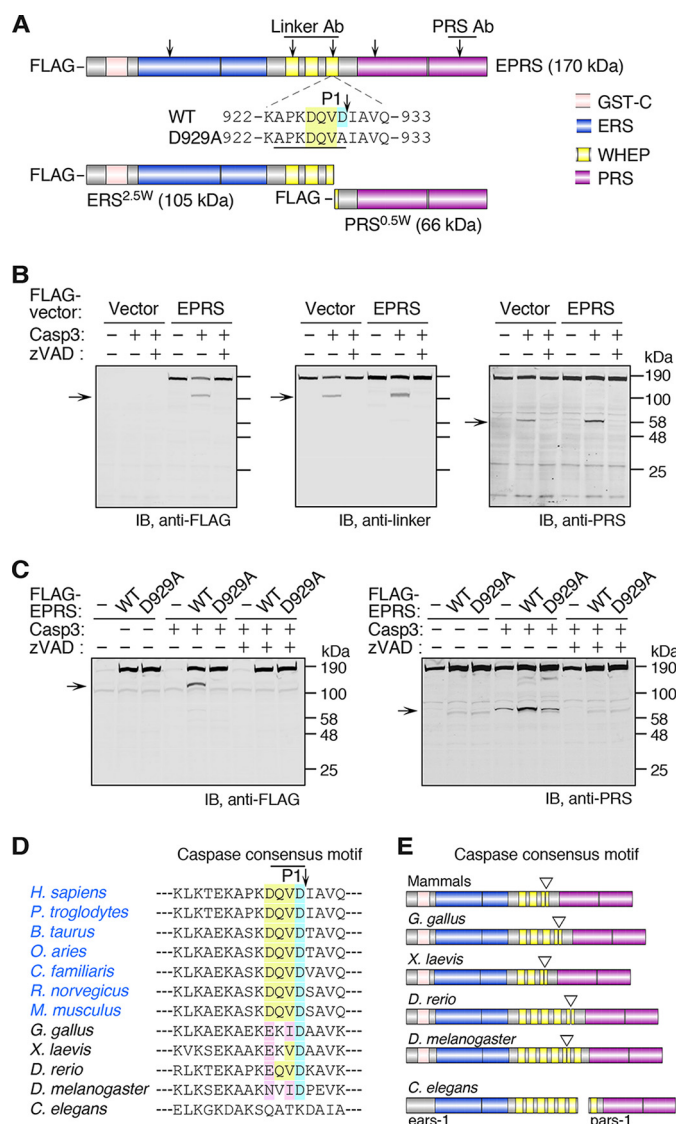 A
Linker Ab PRS Ab
FLAG– EPRS (170 kDa)
P1
WT 922–KAPKDQVDIAVQ–933
D929A 922–KAPKDQVAIAVQ–933
GST-C
ERS
WHEP
PRS
FLAG–
ERS2.5W (105 kDa) FLAG–
PRS0.5W (66 kDa)
B
FLAG-vector: Vector EPRS Vector EPRS Vector EPRS
Casp3: – + + – + + – + + – + + – + + – + +
zVAD : – – + – – + – – + – – + – – + – – +
kDa
190
100
58
48
25
IB, anti-FLAG IB, anti-linker IB, anti-PRS
C
FLAG-EPRS: – WT D929A – WT D929A – WT D929A – WT D929A – WT D929A – WT D929A
Casp3: – – – + + + + + + – – – + + + + + +
zVAD : – – – – – – + + + – – – – – – + + +
kDa kDa
190 190
100 100
58 58
48 48
25 25
IB, anti-FLAG IB, anti-PRS
D
Caspase consensus motif
P1
H. sapiens ---KLKTEKAPKDQVDIAVQ---
P. troglodytes ---KLKTEKAPKDQVDIAVQ---
B. taurus ---KLKAEKASKDQVDTAVQ---
O. aries ---KLKAEKASKDQVDTAVQ---
C. familiaris ---KLKAEKASKDQVDVAVQ---
R. norvegicus ---KLKAEKASKDQVDSAVQ---
M. musculus ---KLKAEKAPKDQVDSAVQ---
G. gallus ---KLKAEKAEKEKIDAAVK---
X. laevis ---KVKSEKAAKEKVDAAVQ---
D. rerio ---RLKTEKAPKEQVDKAVK---
D. melanogaster ---KLKSEKAAKNVIDPEVK---
C. elegans ---ELKGKDAKSQATKDAIA---
E
Caspase consensus motif
Mammals
G. gallus
X. laevis
D. rerio
D. melanogaster
C. elegans
ears-1 pars-1